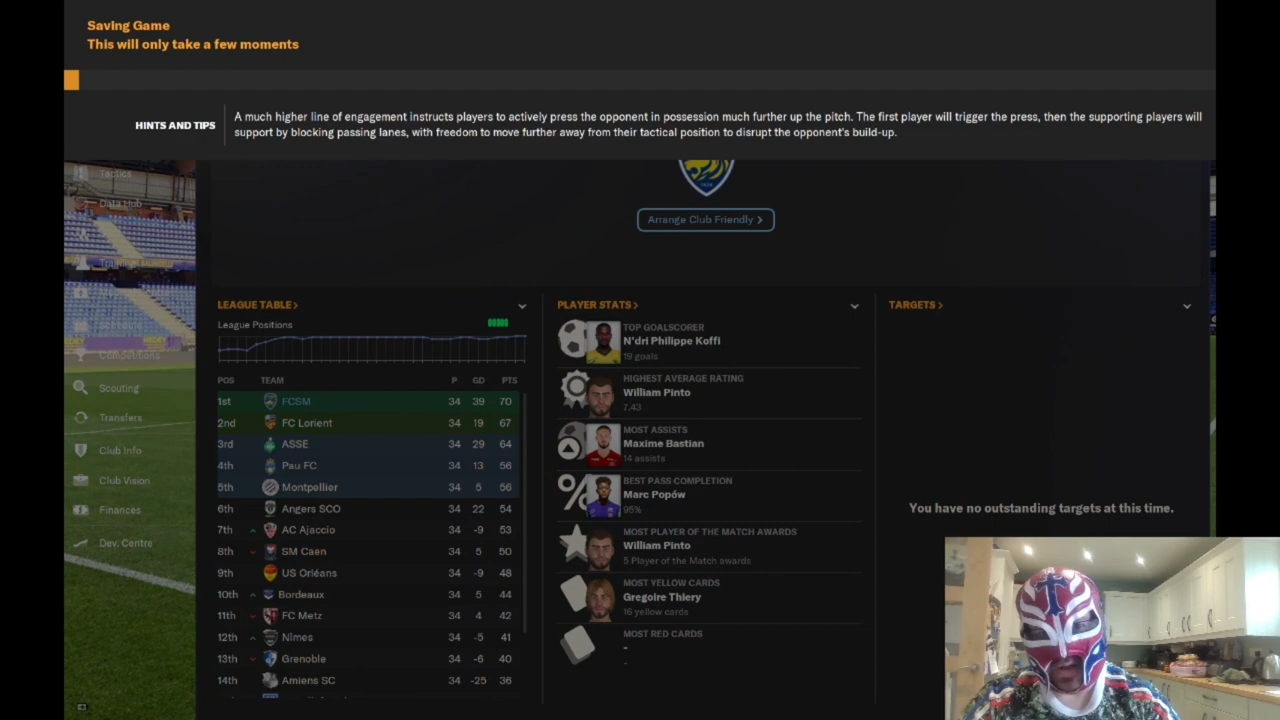 Saving Game
This will only take a few moments
HINTS AND TIPS
A much higher line of engagement instructs players to actively press the opponent in possession much further up the pitch. The first player will trigger the press, then the supporting players will
support by blocking passing lanes, with freedom to move further away from their tactical position to disrupt the opponent's build-up.
Tactics
Data Hub
Competitions
Scouting
Transfers
Club Info
Club Vision
Finances
Dev. Centre
1924
Arrange Club Friendly >
LEAGUE TABLE >
League Positions
POS TEAM P GD PTS
1st FCSM 34 39 70
2nd FC Lorient 34 19 67
3rd ASSE 34 29 64
4th Pau FC 34 13 56
5th Montpellier 34 5 56
6th Angers SCO 34 22 54
7th AC Ajaccio 34 -9 53
8th SM Caen 34 5 50
9th US Orléans 34 -9 48
10th Bordeaux 34 5 44
11th FC Metz 34 4 42
12th Nîmes 34 -5 41
13th Grenoble 34 -6 40
14th Amiens SC 34 -25 36
PLAYER STATS >
TOP GOALSCORER
N'dri Philippe Koffi
19 goals
HIGHEST AVERAGE RATING
William Pinto
7.43
MOST ASSISTS
Maxime Bastian
14 assists
BEST PASS COMPLETION
Marc Popów
95%
MOST PLAYER OF THE MATCH AWARDS
William Pinto
5 Player of the Match awards
MOST YELLOW CARDS
Gregoire Thiery
16 yellow cards
MOST RED CARDS
-
-
TARGETS >
You have no outstanding targets at this time.